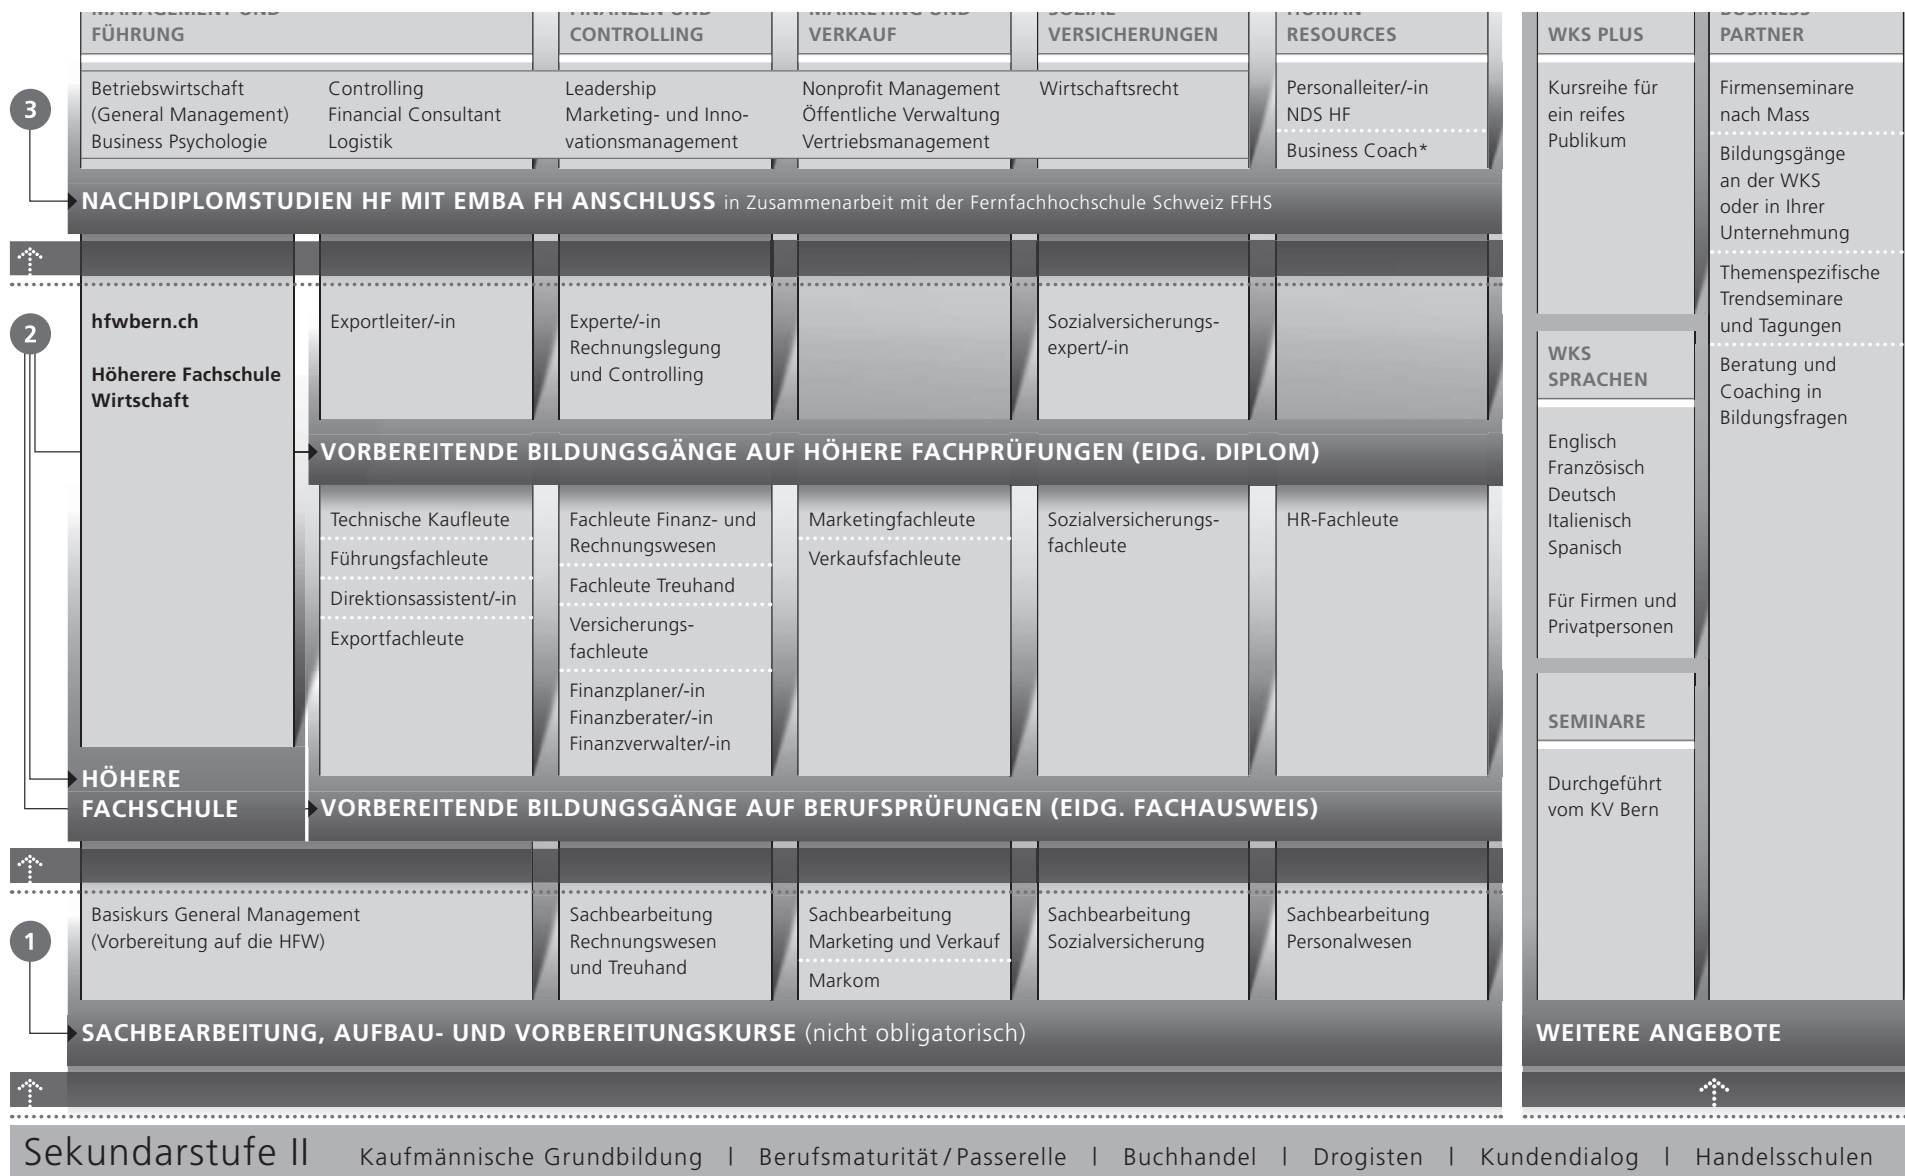 MANAGEMENT UND
FÜHRUNG
FINANZEN UND
CONTROLLING
MARKETING UND
VERKAUF
SOZIAL-
VERSICHERUNGEN
HUMAN
RESOURCES
WKS PLUS
BUSINESS
PARTNER
3
Betriebswirtschaft
(General Management)
Business Psychologie
Controlling
Financial Consultant
Logistik
Leadership
Marketing- und Inno-
vationsmanagement
Nonprofit Management
Öffentliche Verwaltung
Vertriebsmanagement
Wirtschaftsrecht
Personalleiter/-in
NDS HF
Business Coach*
NACHDIPLOMSTUDIEN HF MIT EMBA FH ANSCHLUSS in Zusammenarbeit mit der Fernfachhochschule Schweiz FFHS
2
hfwbern.ch
Höherere Fachschule
Wirtschaft
Exportleiter/-in
Experte/-in
Rechnungslegung
und Controlling
Sozialversicherungs-
expert/-in
VORBEREITENDE BILDUNGSGÄNGE AUF HÖHERE FACHPRÜFUNGEN (EIDG. DIPLOM)
Technische Kaufleute
Führungsfachleute
Direktionsassistent/-in
Exportfachleute
Fachleute Finanz- und
Rechnungswesen
Fachleute Treuhand
Versicherungs-
fachleute
Finanzplaner/-in
Finanzberater/-in
Finanzverwalter/-in
Marketingfachleute
Verkaufsfachleute
Sozialversicherungs-
fachleute
HR-Fachleute
HÖHERE
FACHSCHULE
VORBEREITENDE BILDUNGSGÄNGE AUF BERUFSPRÜFUNGEN (EIDG. FACHAUSWEIS)
1
Basiskurs General Management
(Vorbereitung auf die HFW)
Sachbearbeitung
Rechnungswesen
und Treuhand
Sachbearbeitung
Marketing und Verkauf
Markom
Sachbearbeitung
Sozialversicherung
Sachbearbeitung
Personalwesen
SACHBEARBEITUNG, AUFBAU- UND VORBEREITUNGSKURSE (nicht obligatorisch)
Kursreihe für
ein reifes
Publikum
WKS
SPRACHEN
Englisch
Französisch
Deutsch
Italienisch
Spanisch
Für Firmen und
Privatpersonen
SEMINARE
Durchgeführt
vom KV Bern
Firmenseminare
nach Mass
Bildungsgänge
an der WKS
oder in Ihrer
Unternehmung
Themenspezifische
Trendseminare
und Tagungen
Beratung und
Coaching in
Bildungsfragen
WEITERE ANGEBOTE
Sekundarstufe II Kaufmännische Grundbildung | Berufsmaturität / Passerelle | Buchhandel | Drogisten | Kundendialog | Handelsschulen